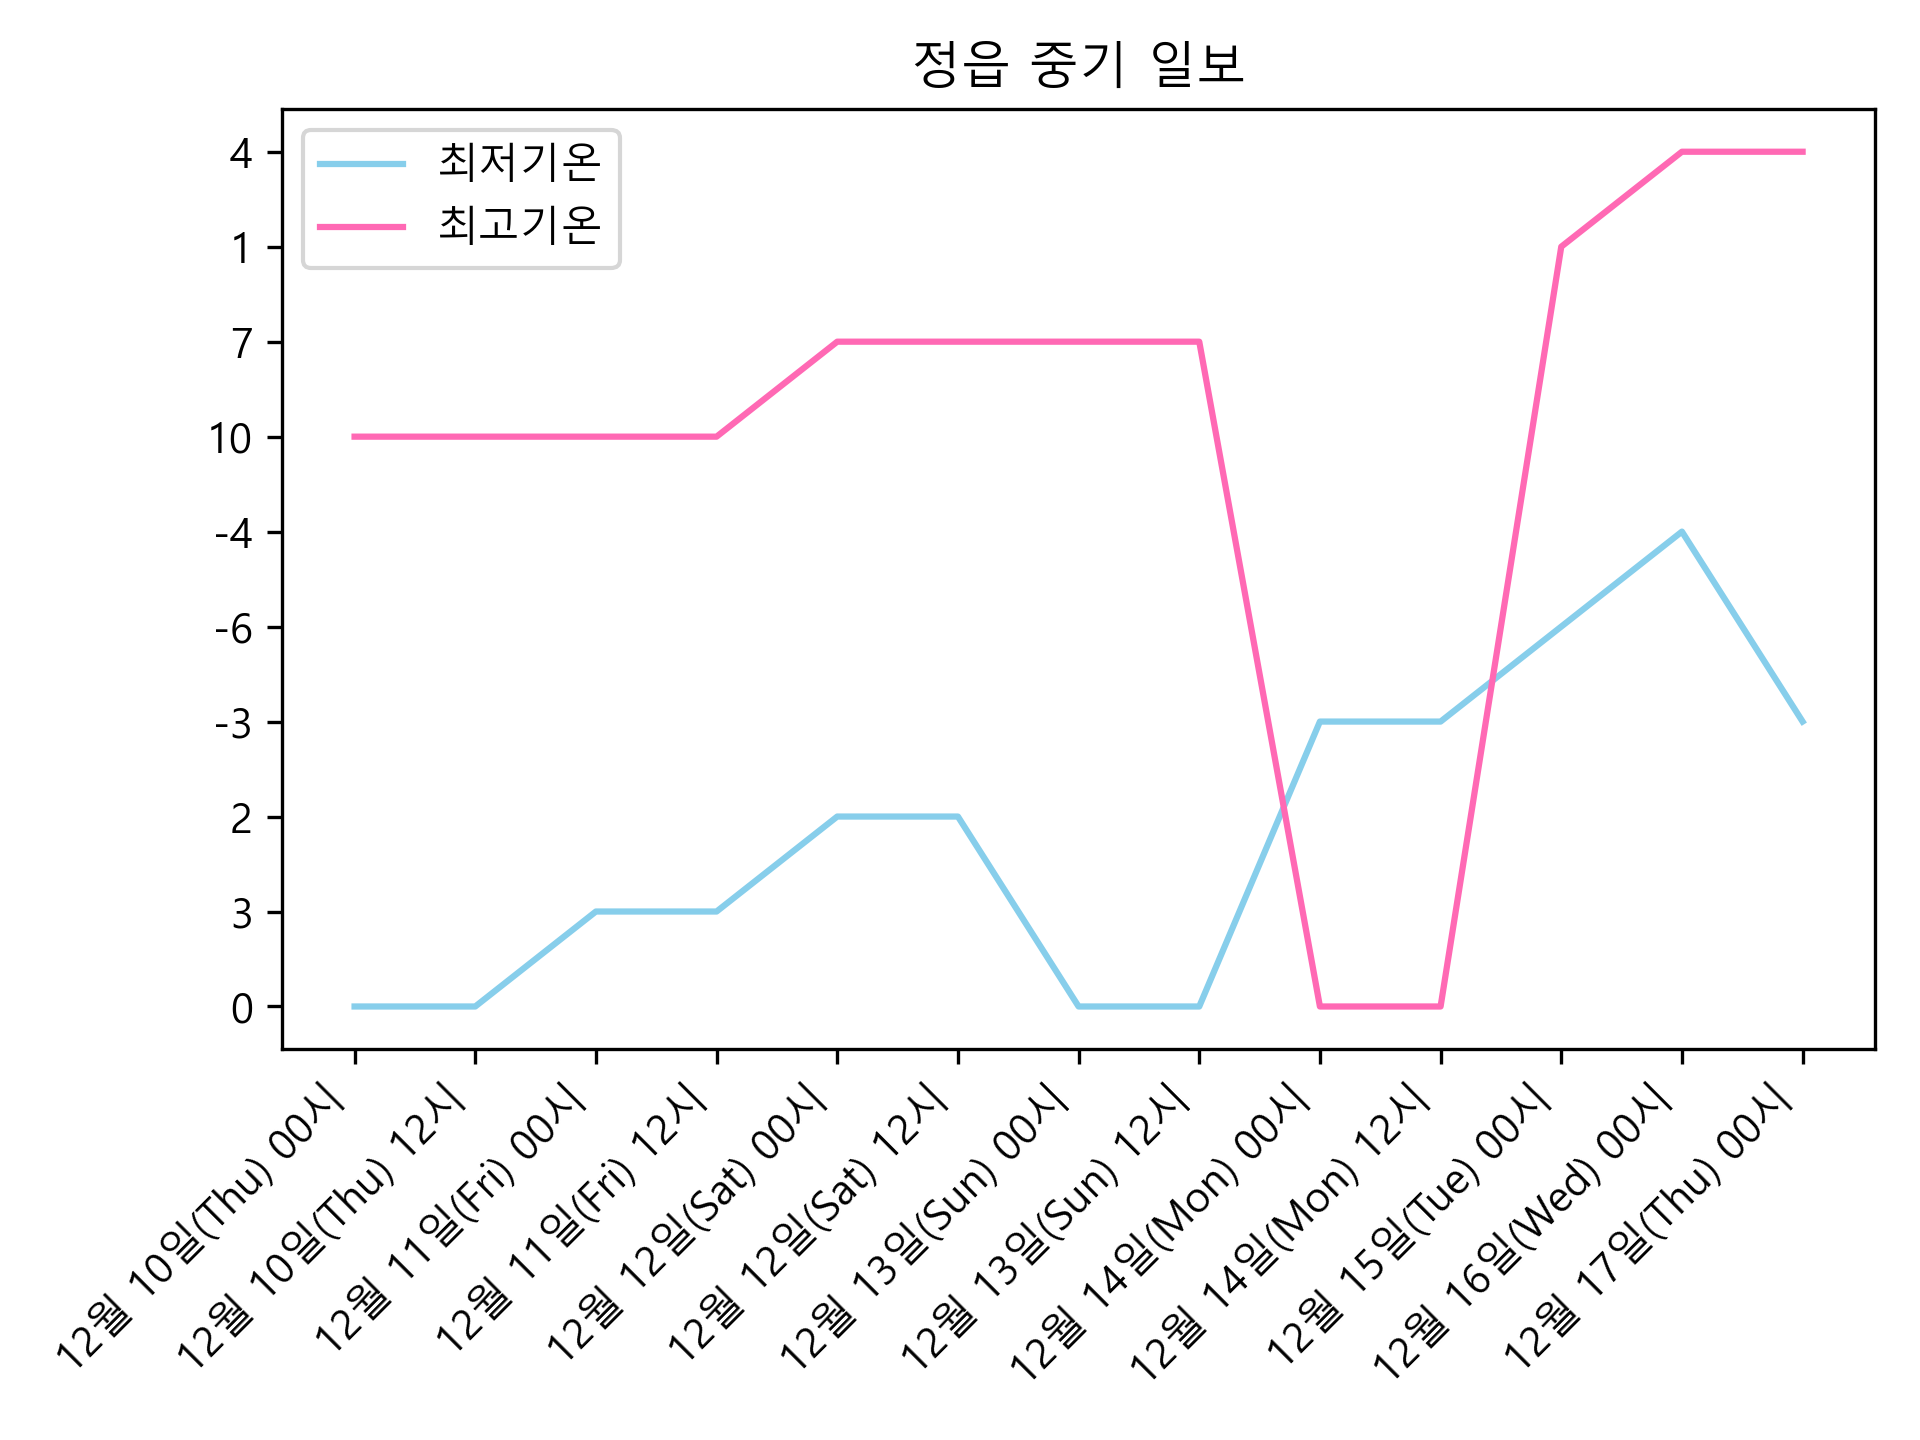 정읍 중기 일보
최저기온
최고기온
4
1
7
10
-4
-6
-3
2
3
0
12월 10일(Thu) 00시
12월 10일(Thu) 12시
12월 11일(Fri) 00시
12월 11일(Fri) 12시
12월 12일(Sat) 00시
12월 12일(Sat) 12시
12월 13일(Sun) 00시
12월 13일(Sun) 12시
12월 14일(Mon) 00시
12월 14일(Mon) 12시
12월 15일(Tue) 00시
12월 16일(Wed) 00시
12월 17일(Thu) 00시